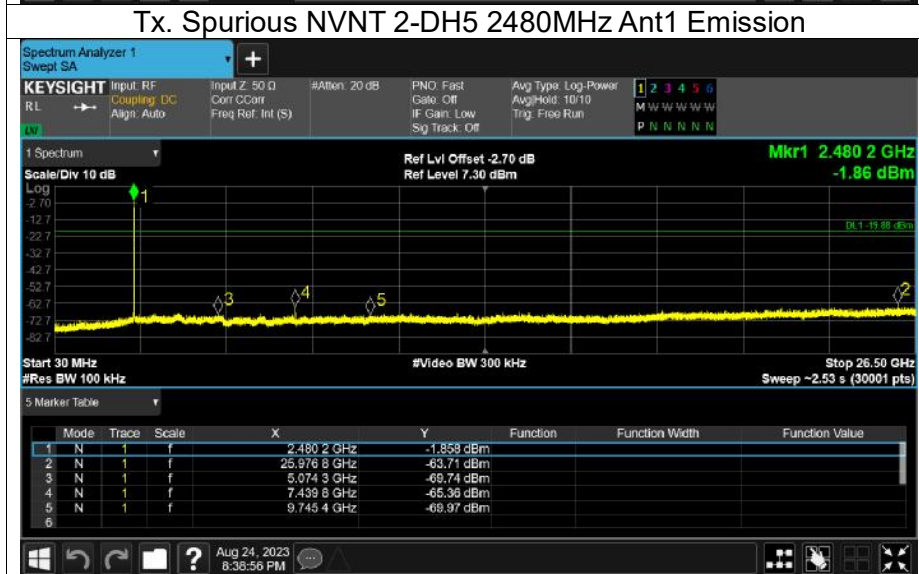 Tx. Spurious NVNT 2-DH5 2480MHz Ant1 Emission
Spectrum Analyzer 1
Swept SA
+
KEYSIGHT Input: RF Input Z: 50 Ω #Atten: 20 dB PNO: Fast Avg Type: Log-Power 1 2 3 4 5 6
RL Coupling: DC Corr CCorr Gate: Off Avg|Hold: 10/10 M W W W W W
Align: Auto Freq Ref: Int (S) IF Gain: Low Trig: Free Run
Sig Track: Off P N N N N N
1 Spectrum
Ref Lvl Offset -2.70 dB Mkr1 2.480 2 GHz
Scale/Div 10 dB Ref Level 7.30 dBm -1.86 dBm
Log
1
-2.70
-12.7
DL1 -19.88 dBm
-22.7
-32.7
-42.7
-52.7
2
3 4 5
-62.7
-72.7
-82.7
Start 30 MHz #Video BW 300 kHz Stop 26.50 GHz
#Res BW 100 kHz Sweep ~2.53 s (30001 pts)
5 Marker Table
Mode Trace Scale X Y Function Function Width Function Value
1 N 1 f 2.480 2 GHz -1.858 dBm
2 N 1 f 25.976 8 GHz -63.71 dBm
3 N 1 f 5.074 3 GHz -69.74 dBm
4 N 1 f 7.439 8 GHz -65.36 dBm
5 N 1 f 9.745 4 GHz -69.97 dBm
6
? Aug 24, 2023
8:38:56 PM